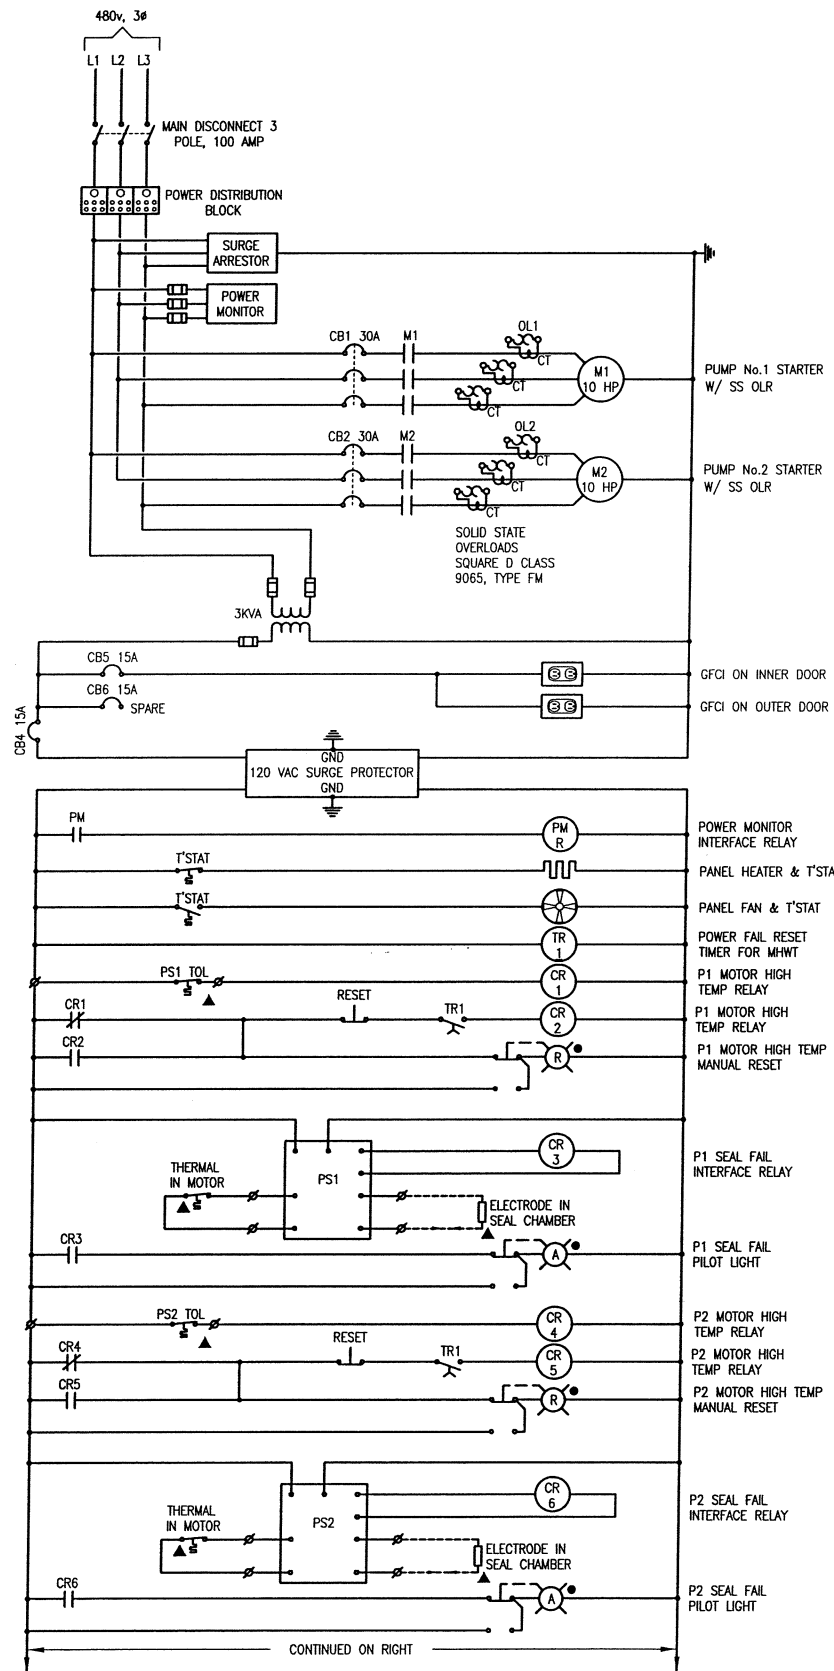 480v, 3ø
L1 L2 L3
MAIN DISCONNECT 3
POLE, 100 AMP
POWER DISTRIBUTION
BLOCK
SURGE
ARRESTOR
POWER
MONITOR
CB1 30A M1 OL1
CT
CT
CT
M1
10 HP
PUMP No.1 STARTER
W/ SS OLR
CB2 30A M2 OL2
CT
CT
CT
M2
10 HP
PUMP No.2 STARTER
W/ SS OLR
SOLID STATE
OVERLOADS
SQUARE D CLASS
9065, TYPE FM
3KVA
CB5 15A
GFCI ON INNER DOOR
CB6 15A
SPARE
GFCI ON OUTER DOOR
CB4 15A
GND
120 VAC SURGE PROTECTOR
GND
PM
PM
R
POWER MONITOR
INTERFACE RELAY
T'STAT
PANEL HEATER & T'STA
T'STAT
PANEL FAN & T'STAT
TR
1
POWER FAIL RESET
TIMER FOR MHWT
PS1 TOL
CR
1
P1 MOTOR HIGH
TEMP RELAY
CR1
RESET
TR1
CR
2
P1 MOTOR HIGH
TEMP RELAY
CR2
R
P1 MOTOR HIGH TEMP
MANUAL RESET
PS1
CR
3
P1 SEAL FAIL
INTERFACE RELAY
THERMAL
IN MOTOR
ELECTRODE IN
SEAL CHAMBER
CR3
A
P1 SEAL FAIL
PILOT LIGHT
PS2 TOL
CR
4
P2 MOTOR HIGH
TEMP RELAY
CR4
RESET
TR1
CR
5
P2 MOTOR HIGH
TEMP RELAY
CR5
R
P2 MOTOR HIGH TEMP
MANUAL RESET
PS2
CR
6
P2 SEAL FAIL
INTERFACE RELAY
THERMAL
IN MOTOR
ELECTRODE IN
SEAL CHAMBER
CR6
A
P2 SEAL FAIL
PILOT LIGHT
CONTINUED ON RIGHT